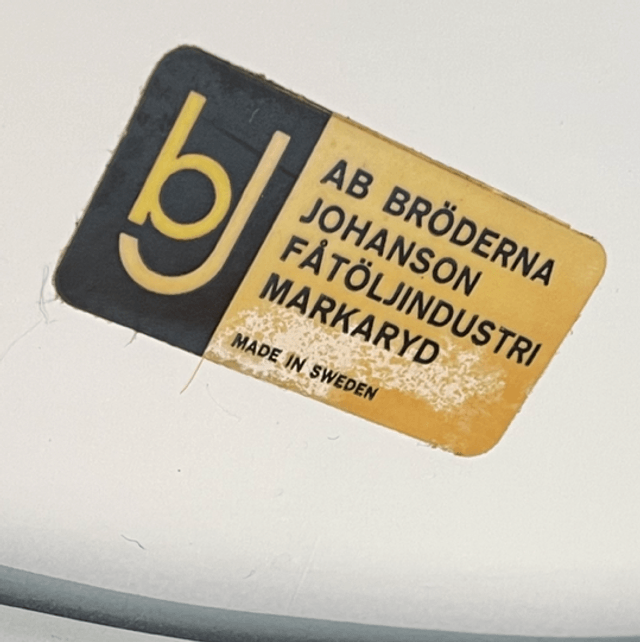 bj
AB BRÖDERNA
JOHANSON
FÅTÖLJINDUSTRI
MARKARYD
MADE IN SWEDEN